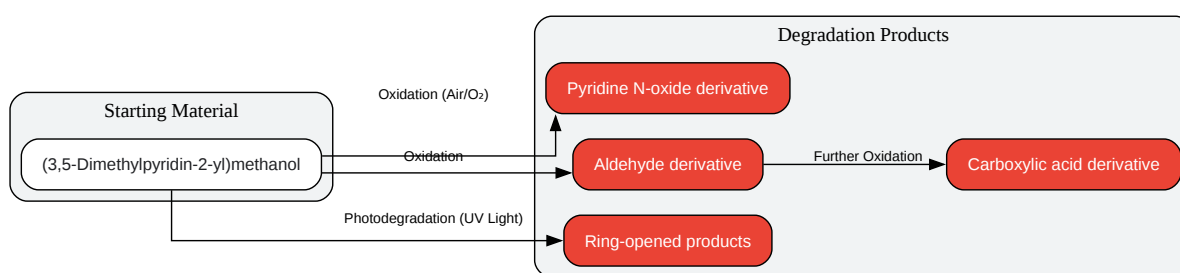 Degradation Products
Pyridine N-oxide derivative
Oxidation (Air/O₂)
Starting Material
(3,5-Dimethylpyridin-2-yl)methanol
Oxidation
Aldehyde derivative
Further Oxidation
Carboxylic acid derivative
Photodegradation (UV Light)
Ring-opened products